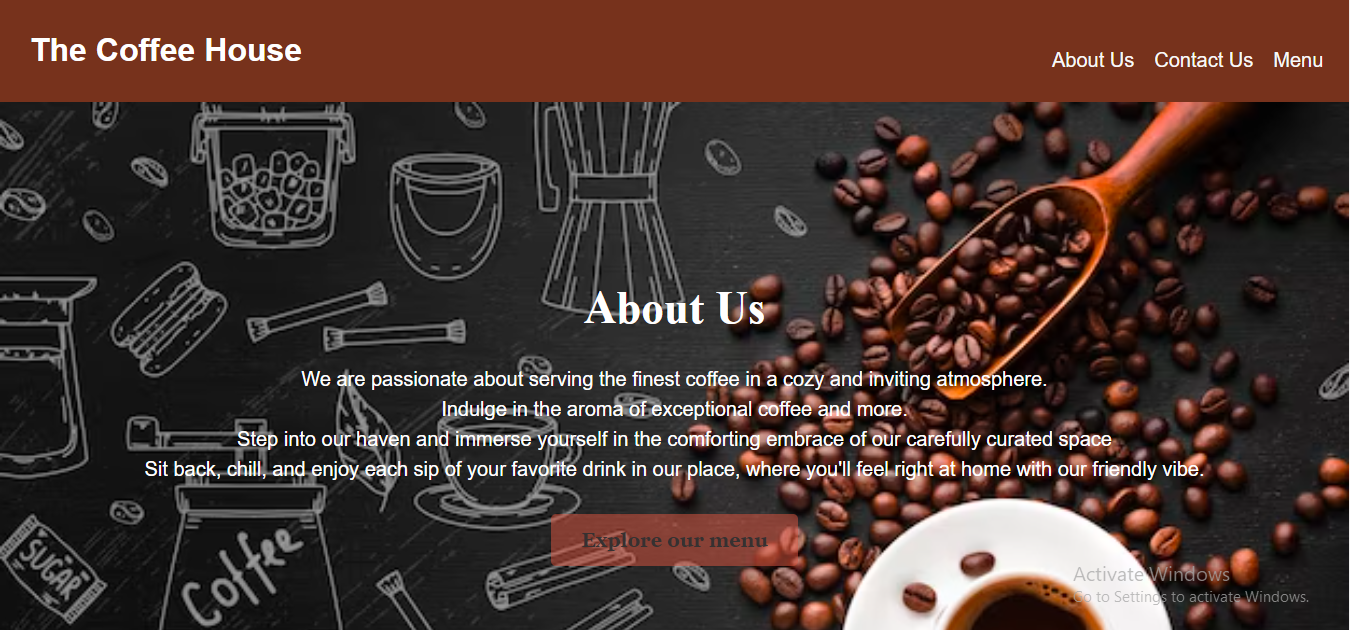 The Coffee House
About Us Contact Us Menu
About Us
We are passionate about serving the finest coffee in a cozy and inviting atmosphere.
Indulge in the aroma of exceptional coffee and more.
Step into our haven and immerse yourself in the comforting embrace of our carefully curated space
Sit back, chill, and enjoy each sip of your favorite drink in our place, where you'll feel right at home with our friendly vibe.
Explore our menu
SUGAR
Coffee
Activate Windows
Go to Settings to activate Windows.